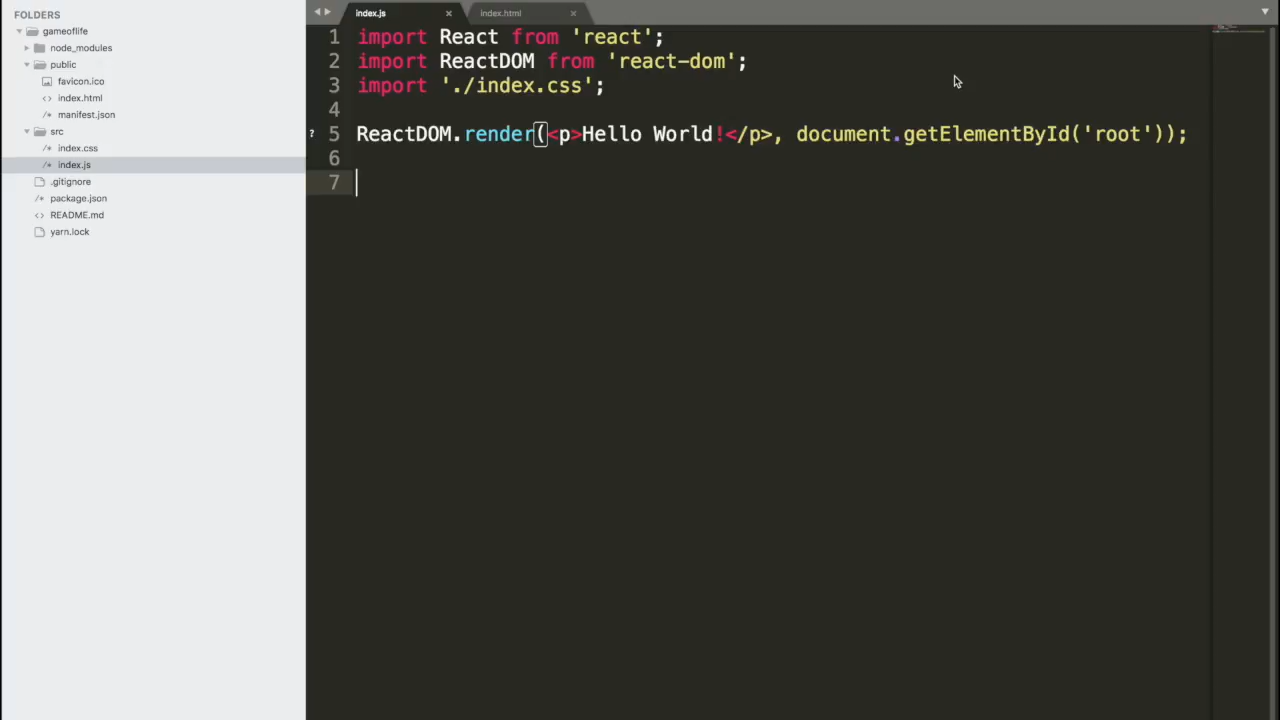 FOLDERS
gameoflife
node_modules
public
favicon.ico
<> index.html
/* manifest.json
src
/* index.css
/* index.js
.gitignore
/* package.json
<> README.md
yarn.lock
index.js ×
index.html ×
1 import React from 'react';
2 import ReactDOM from 'react-dom';
3 import './index.css';
4
? 5 ReactDOM.render(<p>Hello World!</p>, document.getElementById('root'));
6
7